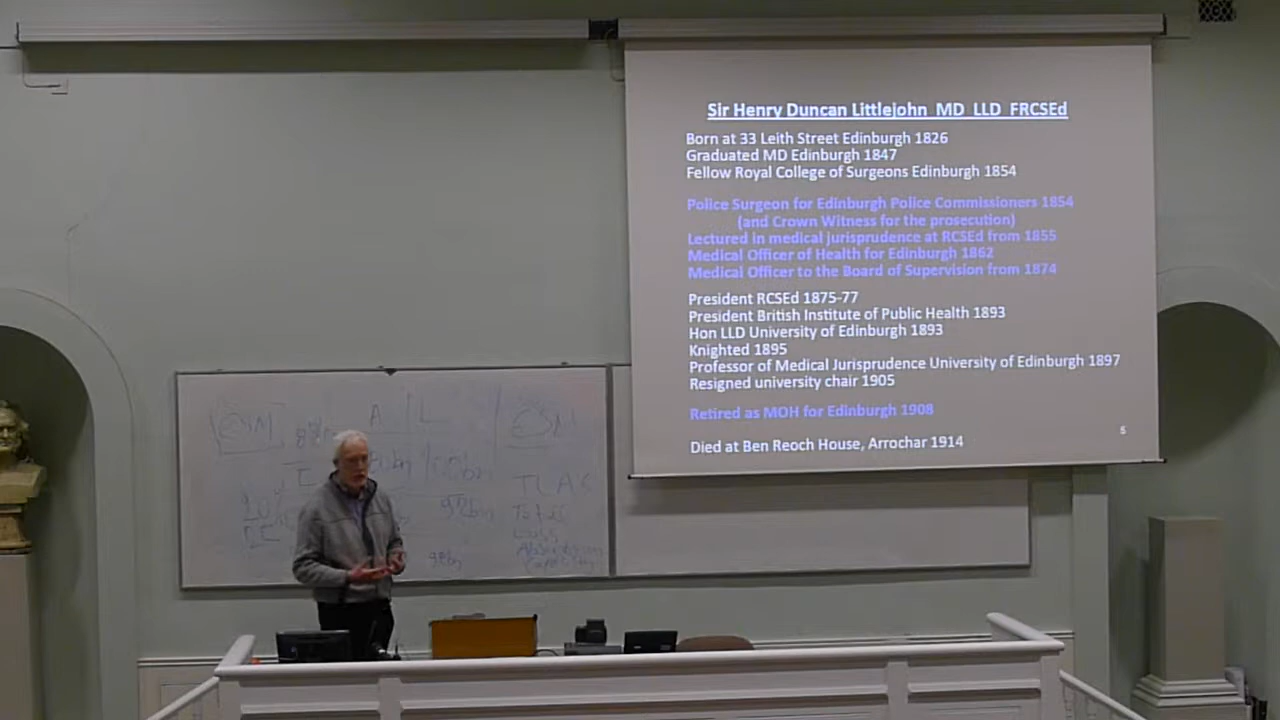 Sir Henry Duncan Littlejohn MD LLD FRCSEd
Born at 33 Leith Street Edinburgh 1826
Graduated MD Edinburgh 1847
Fellow Royal College of Surgeons Edinburgh 1854
Police Surgeon for Edinburgh Police Commissioners 1854
(and Crown Witness for the prosecution)
Lectured in medical jurisprudence at RCSEd from 1855
Medical Officer of Health for Edinburgh 1862
Medical Officer to the Board of Supervision from 1874
President RCSEd 1875-77
President British Institute of Public Health 1893
Hon LLD University of Edinburgh 1893
Knighted 1895
Professor of Medical Jurisprudence University of Edinburgh 1897
Resigned university chair 1905
Retired as MOH for Edinburgh 1908
Died at Ben Reoch House, Arrochar 1914
5
A L
TLAC
Loss